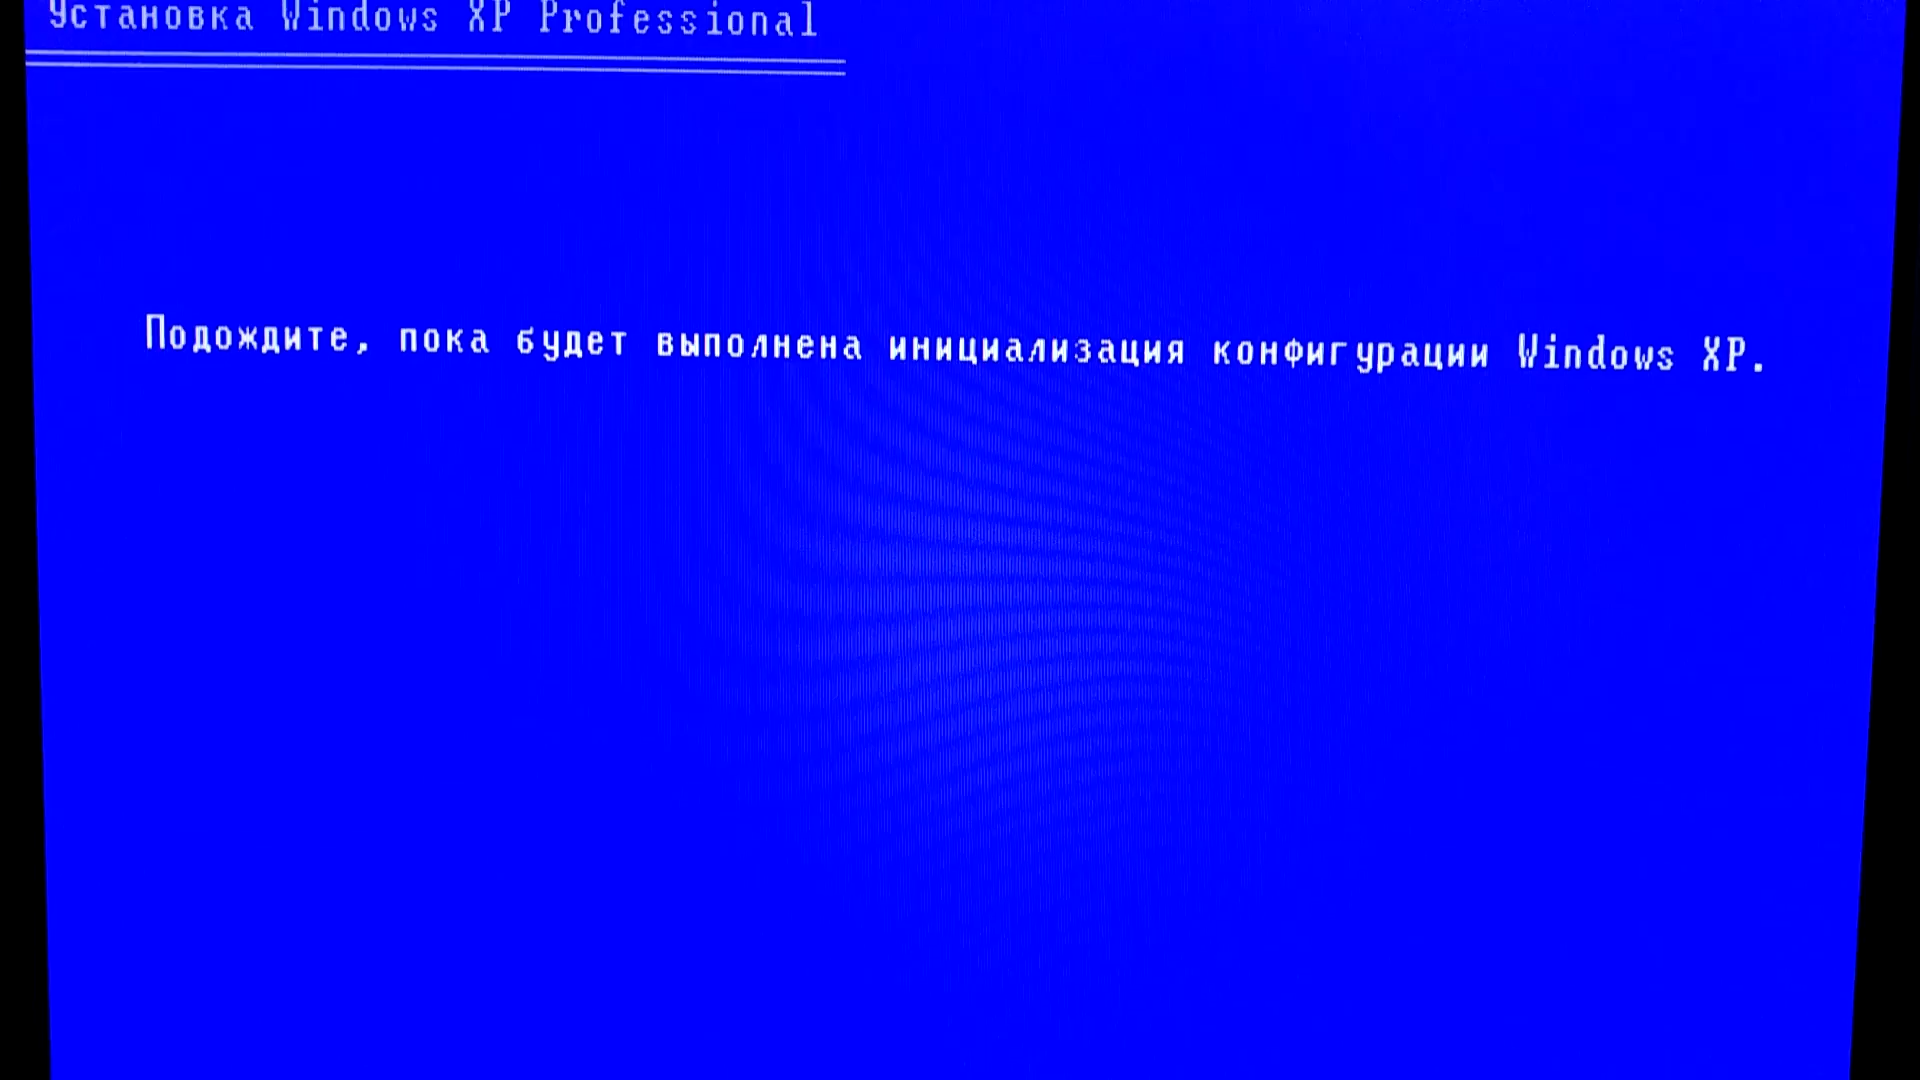 Установка Windows XP Professional
Подождите, пока будет выполнена инициализация конфигурации Windows XP.